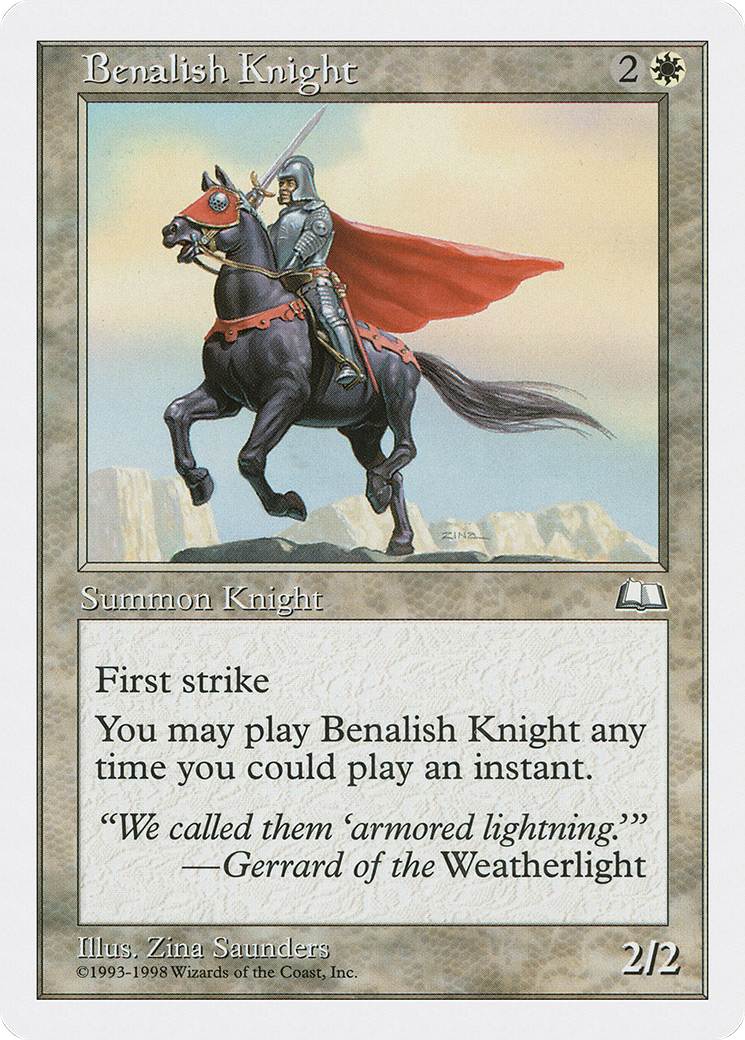 Benalish Knight 2
ZINA
Summon Knight
First strike
You may play Benalish Knight any
time you could play an instant.
“We called them ‘armored lightning.’”
—Gerrard of the Weatherlight
Illus. Zina Saunders
©1993-1998 Wizards of the Coast, Inc.
2/2